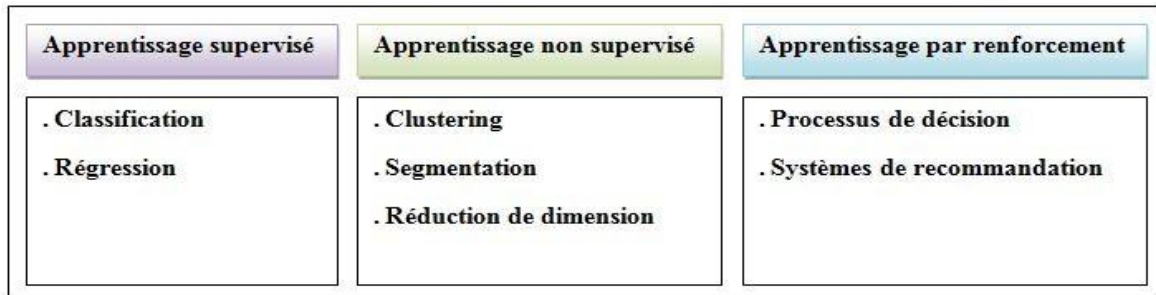 Apprentissage supervisé
. Classification
. Régression
Apprentissage non supervisé
. Clustering
. Segmentation
. Réduction de dimension
Apprentissage par renforcement
. Processus de décision
. Systèmes de recommandation